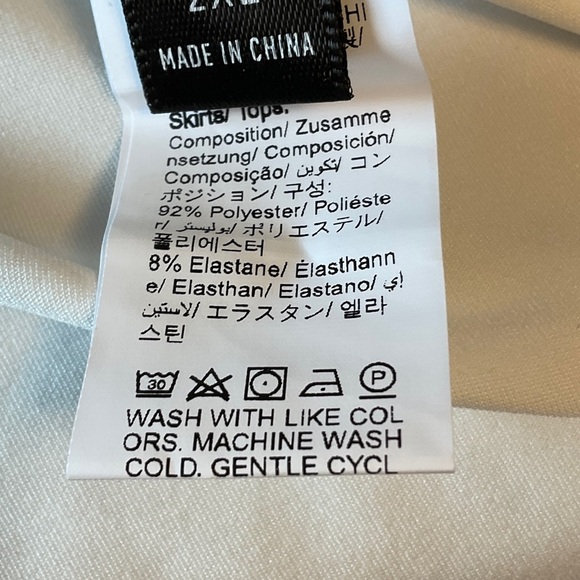 MADE IN CHINA
Skirts/ Tops.
Composition/ Zusamme
nsetzung/ Composición/
Composição/ تكوين/ コン
ポジション/ 구성:
92% Polyester/ Poliéste
r/ بوليستر/ ポリエステル/
폴리에스터
8% Elastane/ Élasthann
e/ Elasthan/ Elastano/ إي
لاستين/ エラスタン/ 엘라
스틴
30 P
WASH WITH LIKE COL
ORS. MACHINE WASH
COLD. GENTLE CYCL